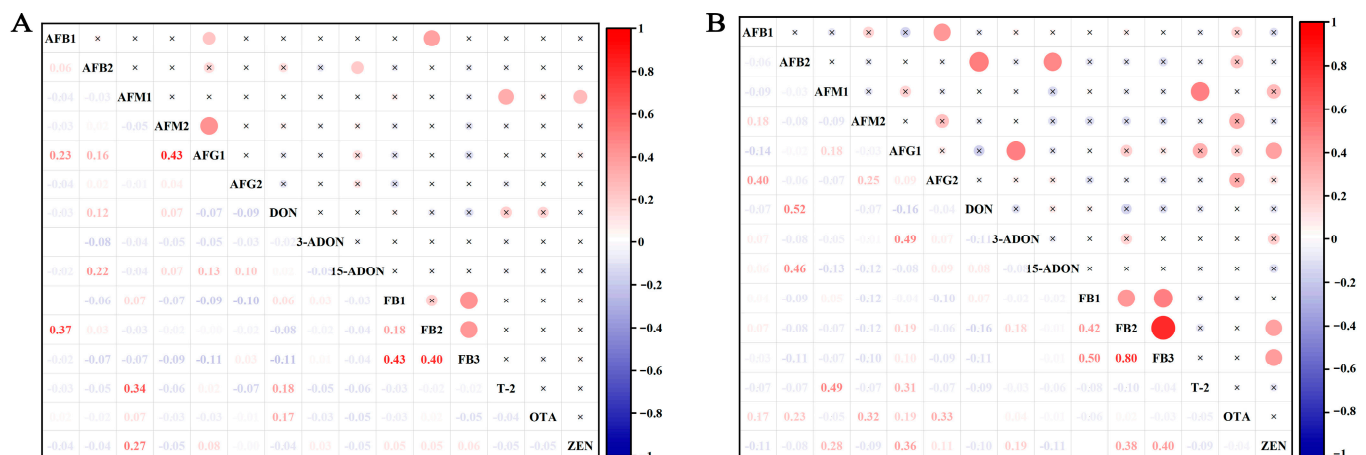 A
AFB1
0.06 AFB2
-0.04 -0.03 AFM1
-0.03 0.02 -0.05 AFM2
0.23 0.16 0.43 AFG1
-0.04 0.02 0.04 AFG2
-0.03 0.12 0.07 -0.07 -0.09 DON
-0.08 -0.04 -0.05 -0.05 -0.03 -0.02 3-ADON
-0.02 0.22 -0.04 0.07 0.13 0.10 -0.05 15-ADON
-0.06 0.07 -0.07 -0.09 -0.10 0.06 0.03 -0.03 FB1
0.37 0.03 -0.03 -0.02 -0.02 -0.08 -0.02 -0.04 0.18 FB2
-0.02 -0.07 -0.07 -0.09 -0.11 0.03 -0.11 -0.04 0.43 0.40 FB3
-0.03 -0.05 0.34 -0.06 0.02 -0.07 0.18 -0.05 -0.06 -0.03 -0.02 -0.02 T-2
-0.02 0.07 -0.02 -0.05 0.17 -0.03 -0.05 -0.03 -0.05 -0.04 OTA
-0.04 -0.04 0.27 -0.05 0.08 -0.04 0.03 -0.05 0.05 0.05 0.06 -0.05 ZEN
1
0.8
0.6
0.4
0.2
0
-0.2
-0.4
-0.6
-0.8
-1
B
AFB1
-0.06 AFB2
-0.09 -0.03 AFM1
0.18 -0.08 -0.09 AFM2
-0.14 0.18 -0.03 AFG1
0.40 -0.06 -0.07 0.25 0.09 AFG2
-0.07 0.52 -0.16 -0.04 DON
0.07 -0.08 -0.05 0.49 0.07 -0.11 3-ADON
0.06 0.46 -0.13 -0.12 -0.08 0.09 0.08 15-ADON
0.04 -0.09 0.05 -0.12 -0.04 -0.10 0.07 -0.02 -0.02 FB1
0.07 -0.08 -0.07 -0.12 0.19 -0.06 -0.16 0.18 0.42 FB2
-0.03 -0.11 -0.07 -0.10 0.10 -0.09 -0.11 0.50 0.80 FB3
-0.07 -0.07 0.49 -0.07 0.31 -0.07 -0.09 -0.03 -0.06 -0.08 -0.10 -0.04 T-2
0.17 0.23 -0.05 0.32 0.19 0.33 -0.06 -0.05 OTA
-0.11 -0.08 0.28 -0.09 0.36 0.11 -0.10 0.19 -0.11 0.38 0.40 -0.09 -0.04 ZEN
1
0.8
0.6
0.4
0.2
0
-0.2
-0.4
-0.6
-0.8
-1